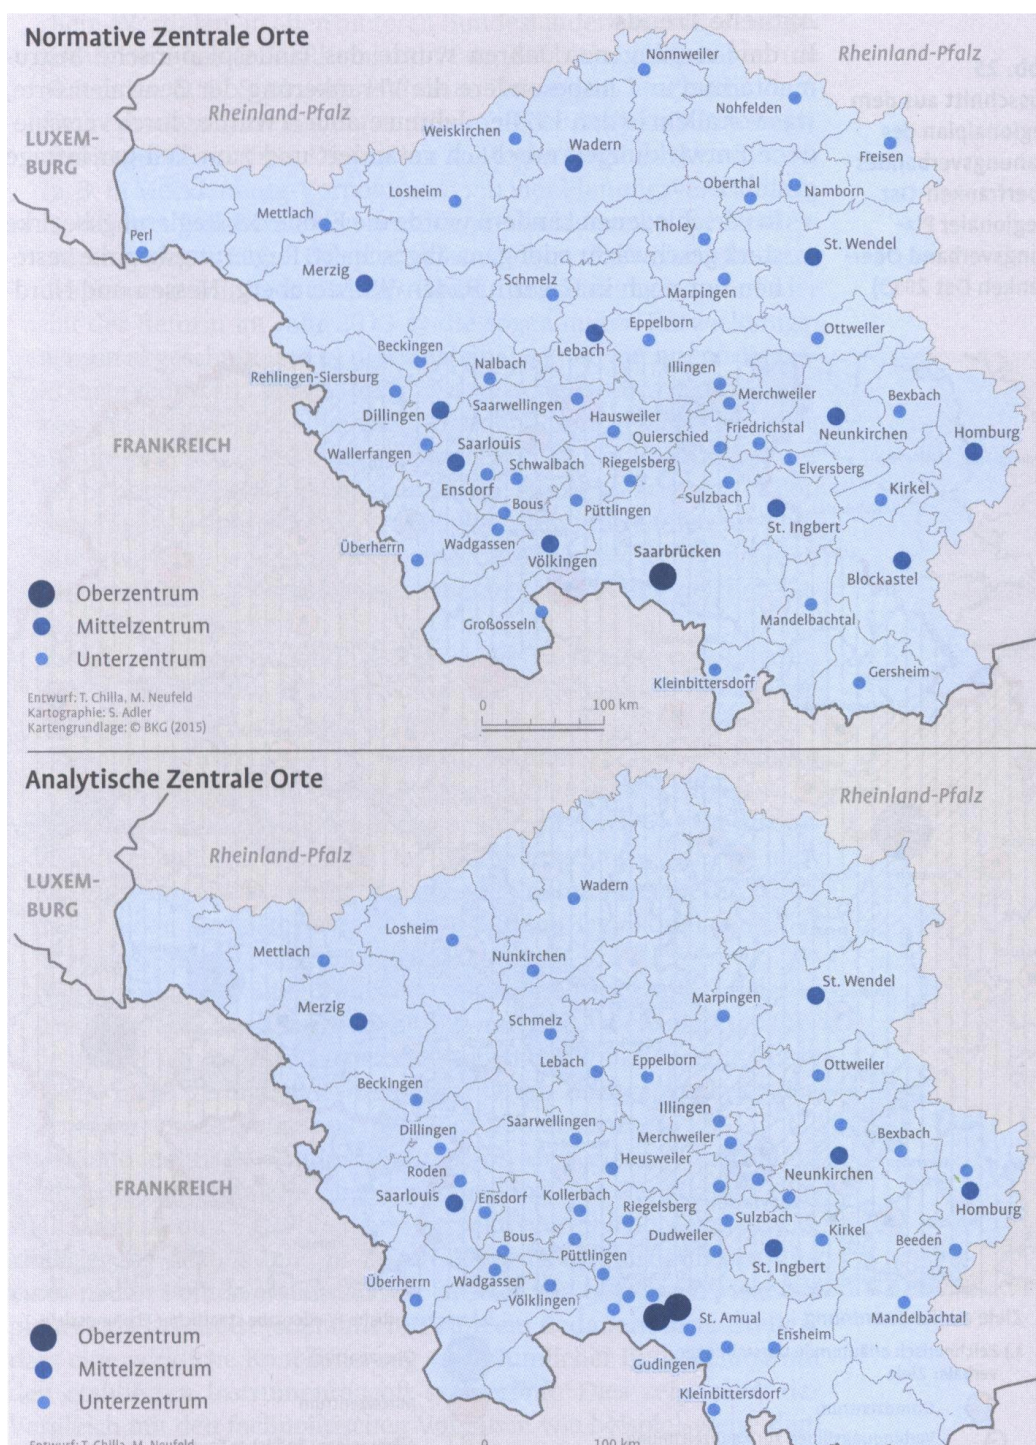 Normative Zentrale Orte
Rheinland-Pfalz
Nonnweiler
Rheinland-Pfalz
Nohfelden
LUXEM-
BURG
Weiskirchen
Wadern
Freisen
Losheim
Oberthal
Namborn
Mettlach
Perl
Tholey
St. Wendel
Merzig
Schmelz
Marpingen
Eppelborn
Ottweiler
Beckingen
Lebach
Nalbach
Illingen
Rehlingen-Siersburg
Saarwellingen
Merchweiler
Bexbach
Dillingen
Hausweiler
FRANKREICH
Friedrichstal
Neunkirchen
Homburg
Quierschied
Wallerfangen
Saarlouis
Schwalbach
Riegelsberg
Elversberg
Ensdorf
Sulzbach
Kirkel
Bous
Püttlingen
St. Ingbert
Überherrn
Wadgassen
Völkingen
Saarbrücken
Blockastel
Oberzentrum
Mittelzentrum
Großosseln
Mandelbachtal
Unterzentrum
Kleinbittersdorf
Gersheim
Entwurf: T. Chilla, M. Neufeld
Kartographie: S. Adler
Kartengrundlage: © BKG (2015)
0 100 km
Analytische Zentrale Orte
Rheinland-Pfalz
Rheinland-Pfalz
LUXEM-
BURG
Wadern
Losheim
Mettlach
Nunkirchen
St. Wendel
Merzig
Marpingen
Schmelz
Lebach
Eppelborn
Ottweiler
Beckingen
Illingen
Saarwellingen
Dillingen
Merchweiler
Bexbach
Roden
Heusweiler
Neunkirchen
FRANKREICH
Saarlouis
Ensdorf
Kollerbach
Riegelsberg
Homburg
Sulzbach
Dudweiler
Kirkel
Beeden
Bous
Püttlingen
St. Ingbert
Überherrn
Wadgassen
Völklingen
St. Amual
Mandelbachtal
Oberzentrum
Ensheim
Gudingen
Mittelzentrum
Kleinbittersdorf
Unterzentrum
Entwurf: T. Chilla, M. Neufeld
0 100 km